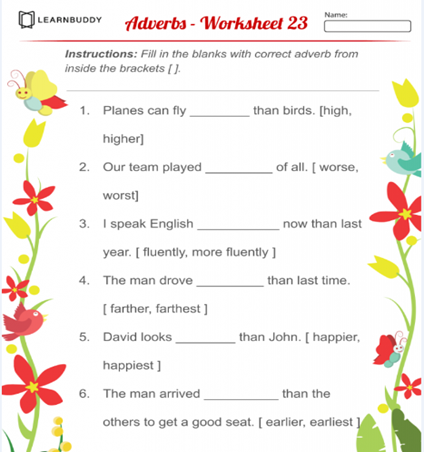 LEARNBUDDY
Adverbs - Worksheet 23
Name:
Instructions: Fill in the blanks with correct adverb from
inside the brackets [ ].
1. Planes can fly ________ than birds. [high,
higher]
2. Our team played _________ of all. [ worse,
worst]
3. I speak English ___________ now than last
year. [ fluently, more fluently ]
4. The man drove _________ than last time.
[ farther, farthest ]
5. David looks ________ than John. [ happier,
happiest ]
6. The man arrived __________ than the
others to get a good seat. [ earlier, earliest ]